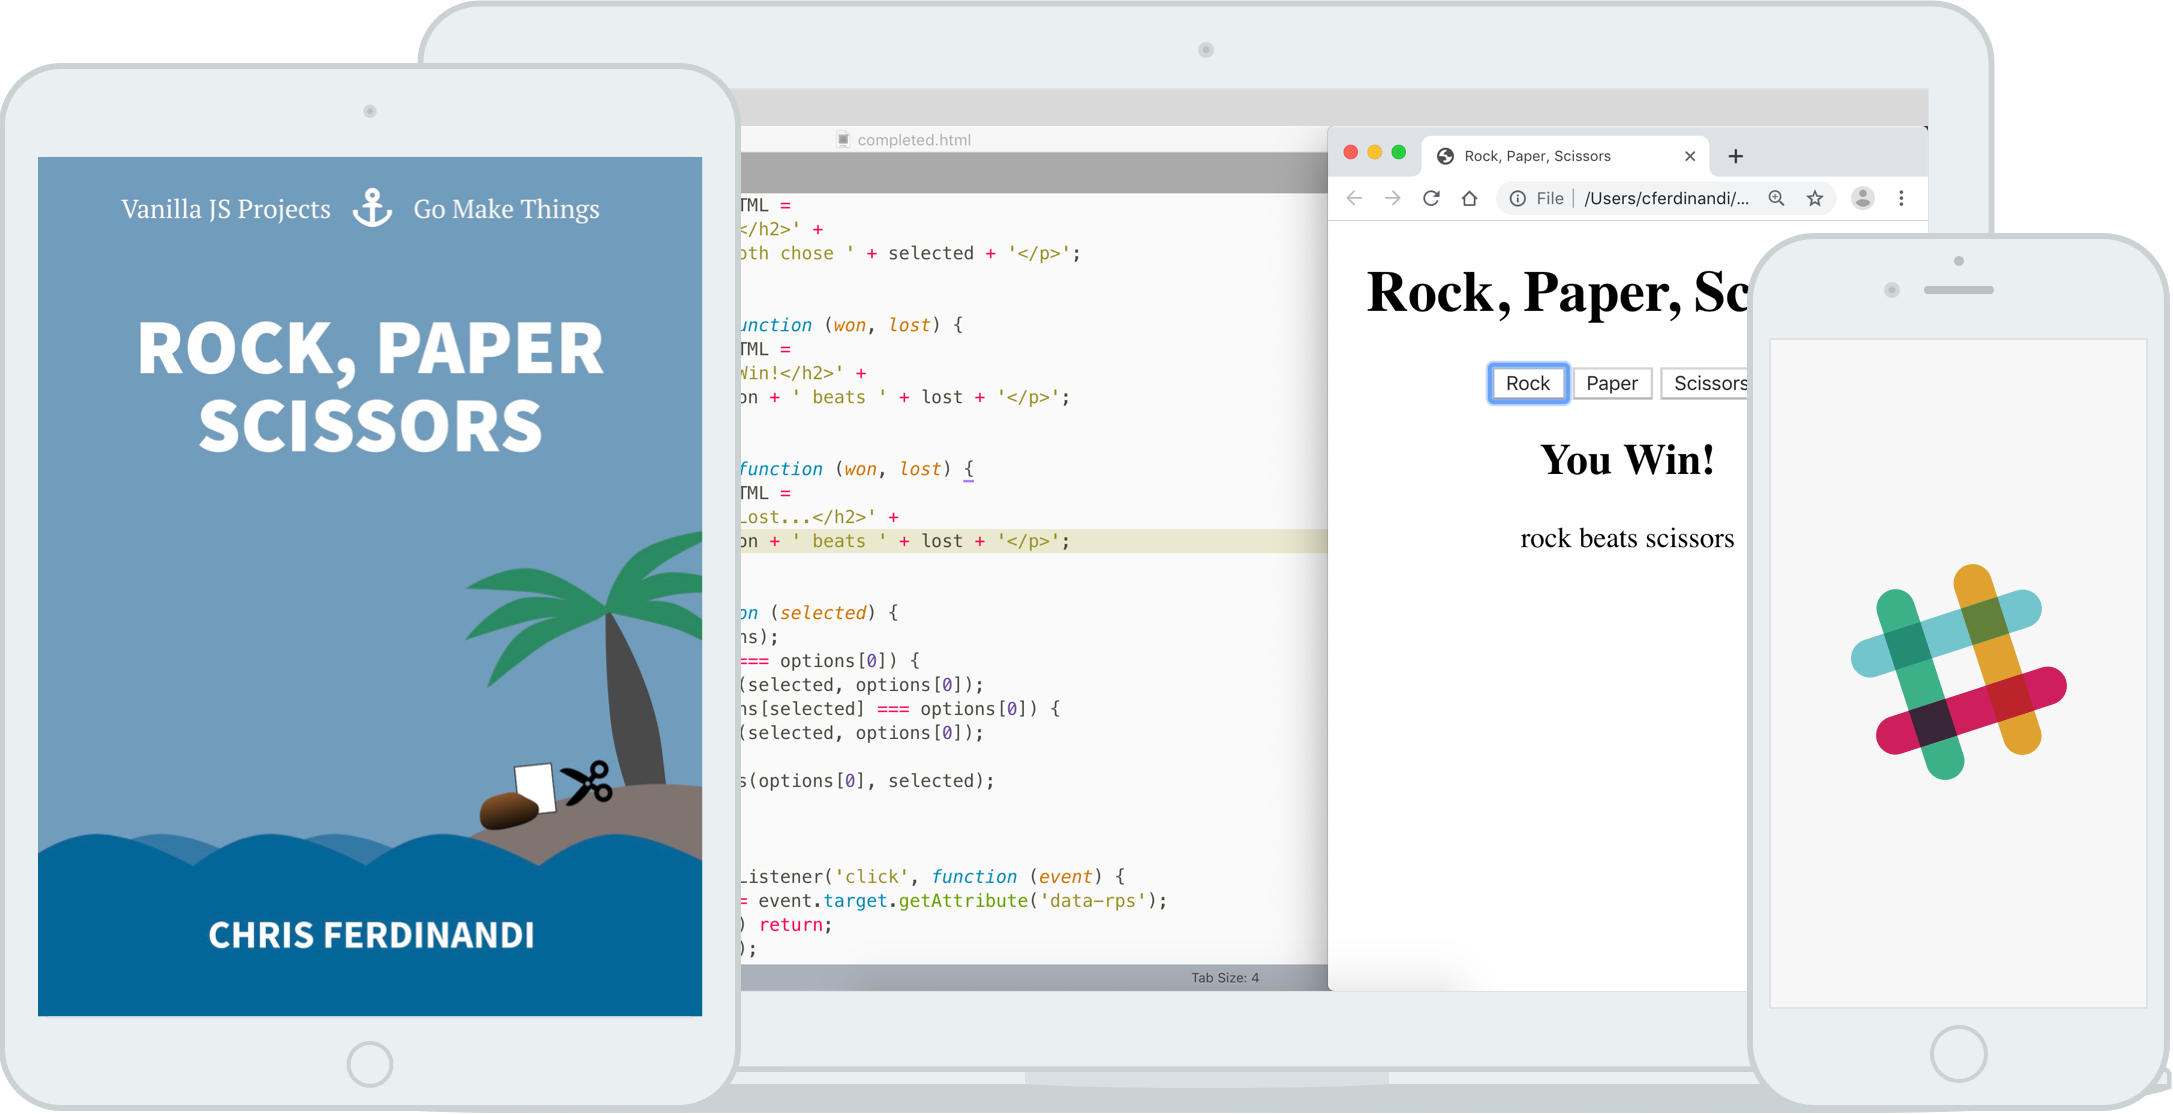 Vanilla JS Projects Go Make Things
ROCK, PAPER
SCISSORS
CHRIS FERDINANDI
completed.html
TML =
</h2>' +
oth chose ' + selected + '</p>';
unction (won, lost) {
TML =
Win!</h2>' +
on + ' beats ' + lost + '</p>';
function (won, lost) {
TML =
Lost...</h2>' +
on + ' beats ' + lost + '</p>';
on (selected) {
ns);
=== options[0]) {
(selected, options[0]);
ns[selected] === options[0]) {
(selected, options[0]);
s(options[0], selected);
Listener('click', function (event) {
= event.target.getAttribute('data-rps');
) return;
);
Tab Size: 4
Rock, Paper, Scissors
File | /Users/cferdinandi/...
Rock, Paper, Sc
Rock Paper Scissors
You Win!
rock beats scissors